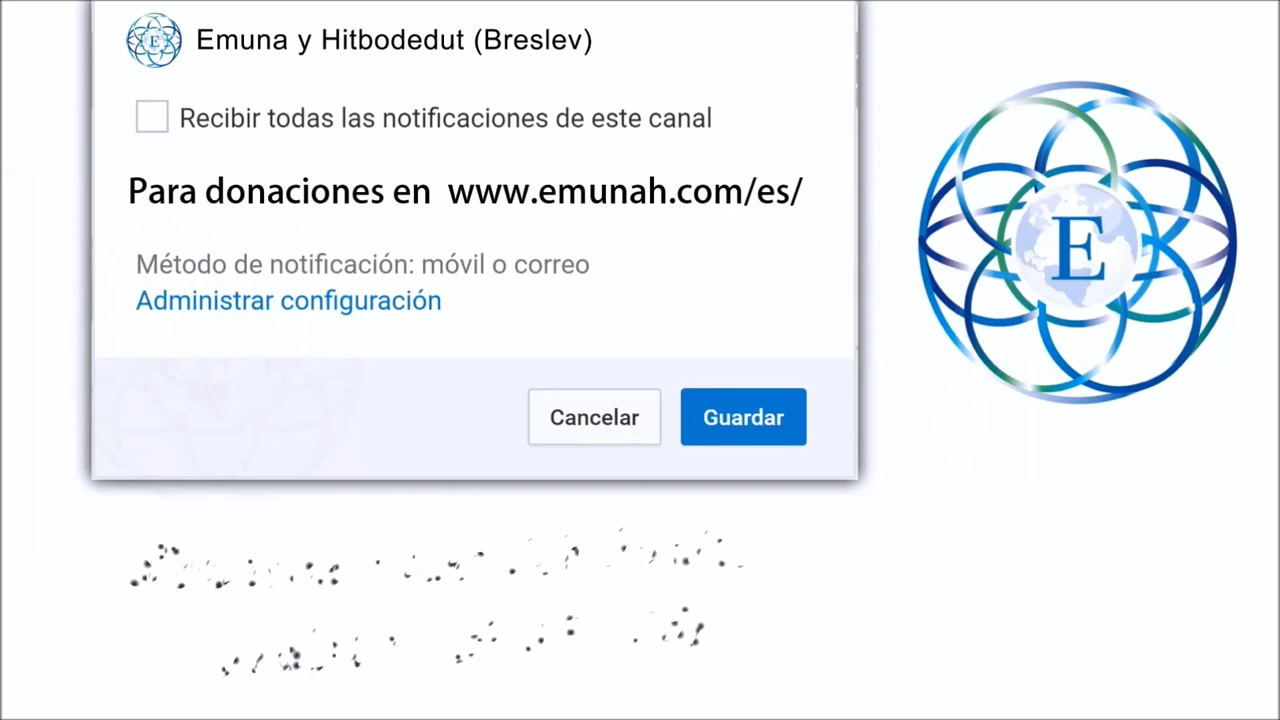 Emuna y Hitbodedut (Breslev)
Recibir todas las notificaciones de este canal
Para donaciones en www.emunah.com/es/
Método de notificación: móvil o correo
Administrar configuración
Cancelar
Guardar
E